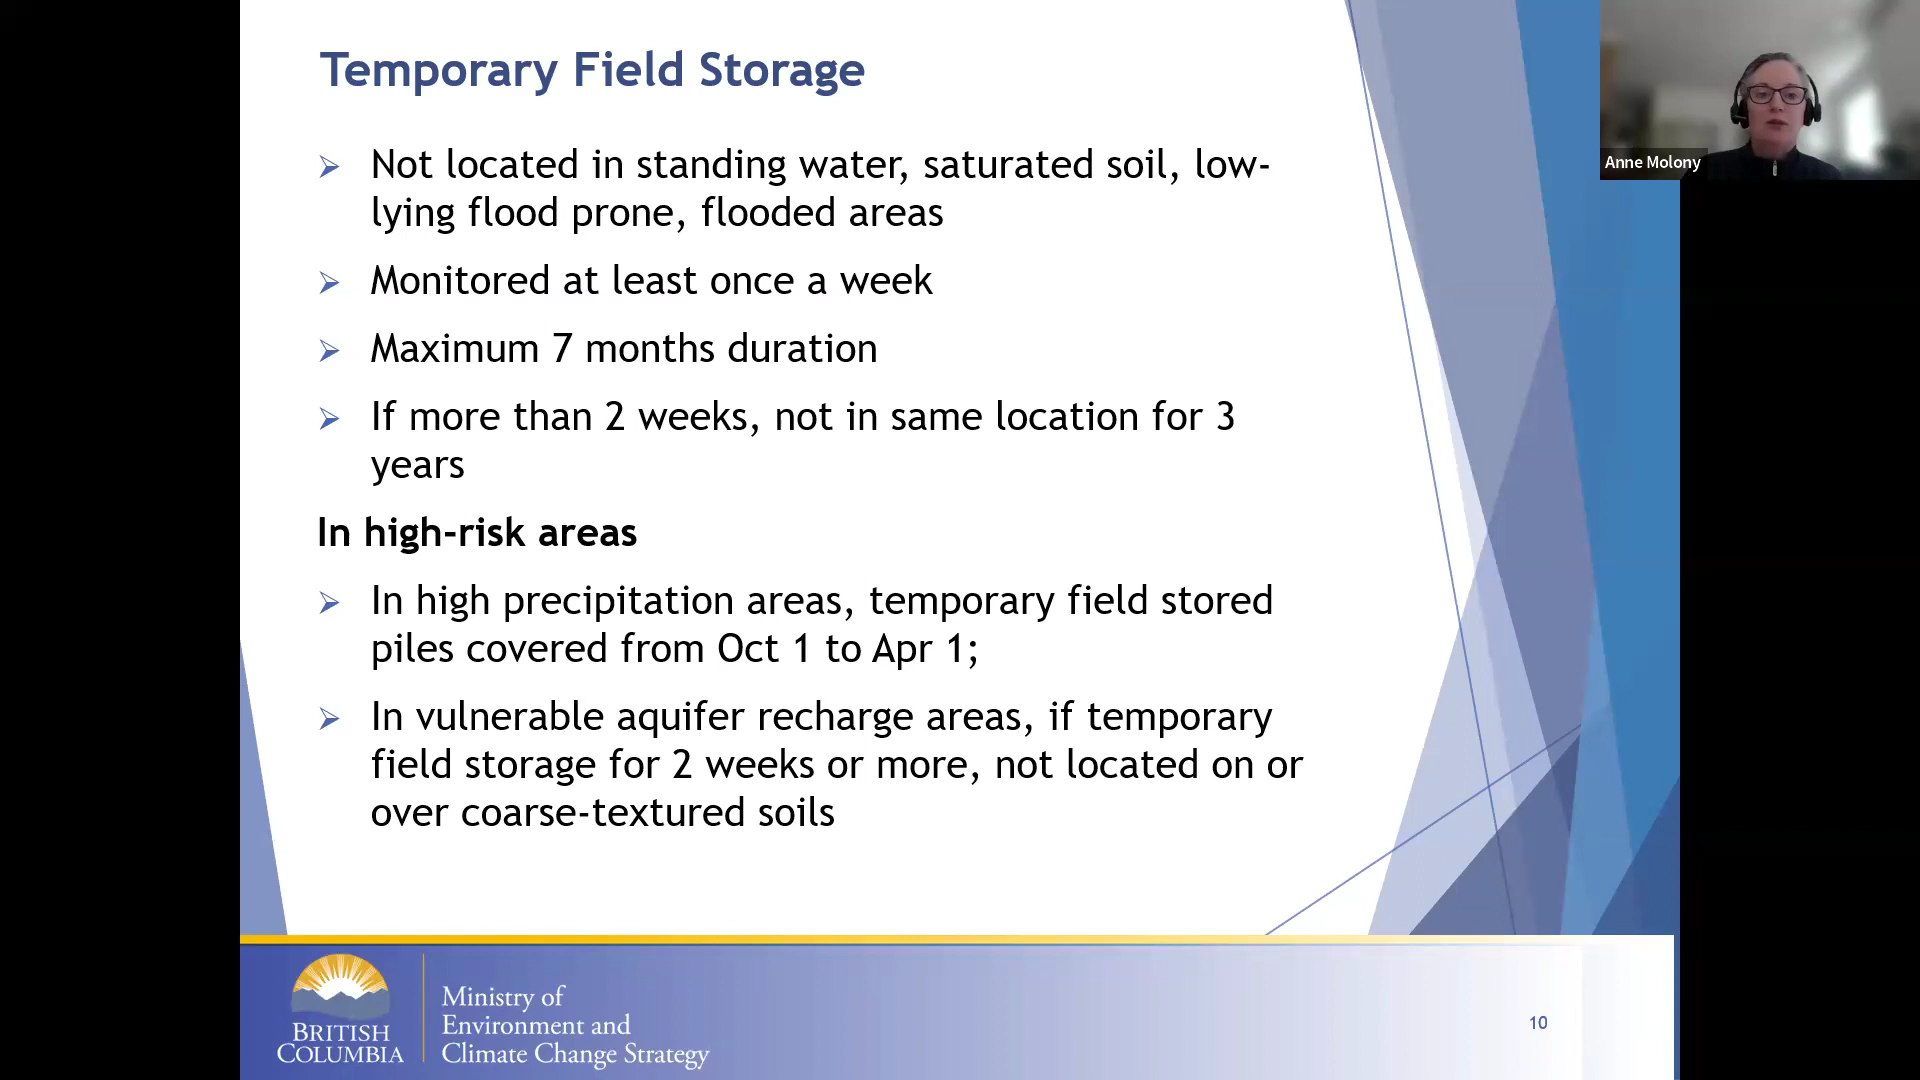 Temporary Field Storage
Not located in standing water, saturated soil, low-
lying flood prone, flooded areas
Monitored at least once a week
Maximum 7 months duration
If more than 2 weeks, not in same location for 3
years
In high-risk areas
In high precipitation areas, temporary field stored
piles covered from Oct 1 to Apr 1;
In vulnerable aquifer recharge areas, if temporary
field storage for 2 weeks or more, not located on or
over coarse-textured soils
Anne Molony
BRITISH
COLUMBIA
Ministry of
Environment and
Climate Change Strategy
10